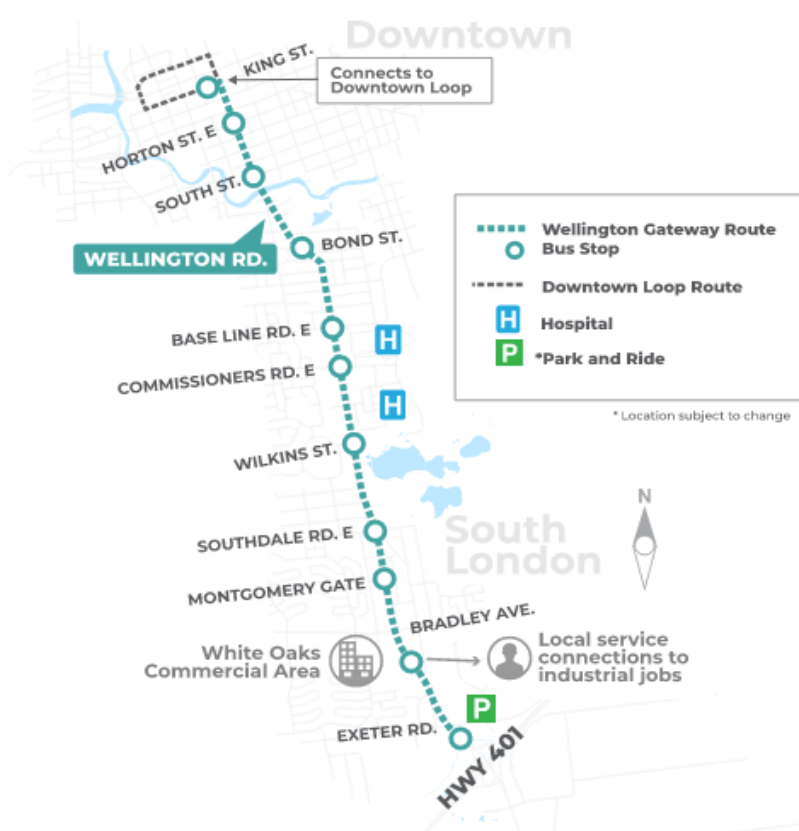 Downtown
KING ST.
Connects to
Downtown Loop
HORTON ST. E
SOUTH ST.
WELLINGTON RD.
BOND ST.
Wellington Gateway Route
Bus Stop
Downtown Loop Route
H
Hospital
P
*Park and Ride
* Location subject to change
BASE LINE RD. E
H
COMMISSIONERS RD. E
H
WILKINS ST.
N
South
London
SOUTHDALE RD. E
MONTGOMERY GATE
BRADLEY AVE.
White Oaks
Commercial Area
Local service
connections to
industrial jobs
P
EXETER RD.
HWY 401